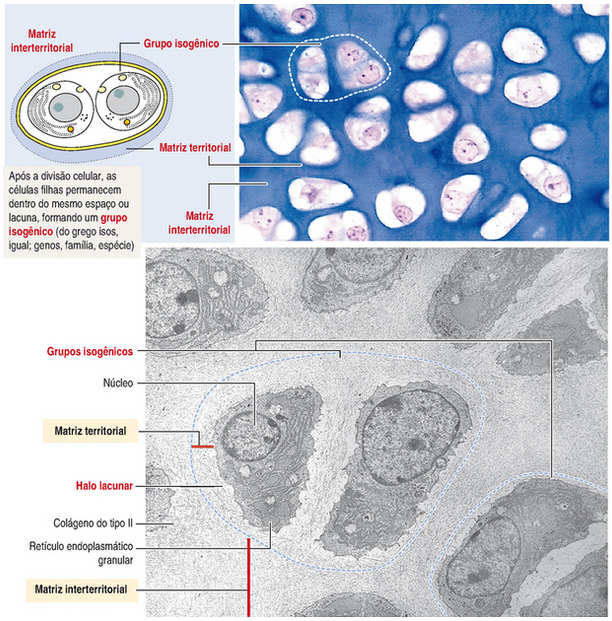 Matriz
interterritorial
Grupo isogênico
Matriz territorial
Após a divisão celular, as
células filhas permanecem
dentro do mesmo espaço ou
lacuna, formando um grupo
isogênico (do grego isos,
igual; genos, família, espécie)
Matriz
interterritorial
Grupos isogênicos
Núcleo
Matriz territorial
Halo lacunar
Colágeno do tipo II
Retículo endoplasmático
granular
Matriz interterritorial